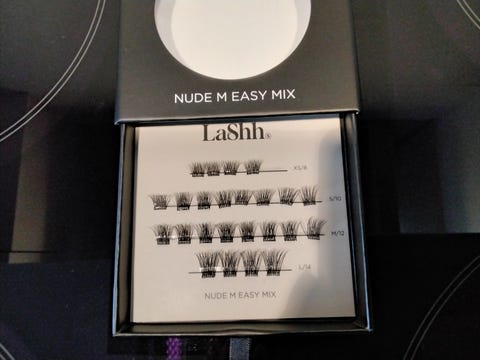 NUDE M EASY MIX
LaShh®
XS/8
S/10
M/12
L/14
NUDE M EASY MIX